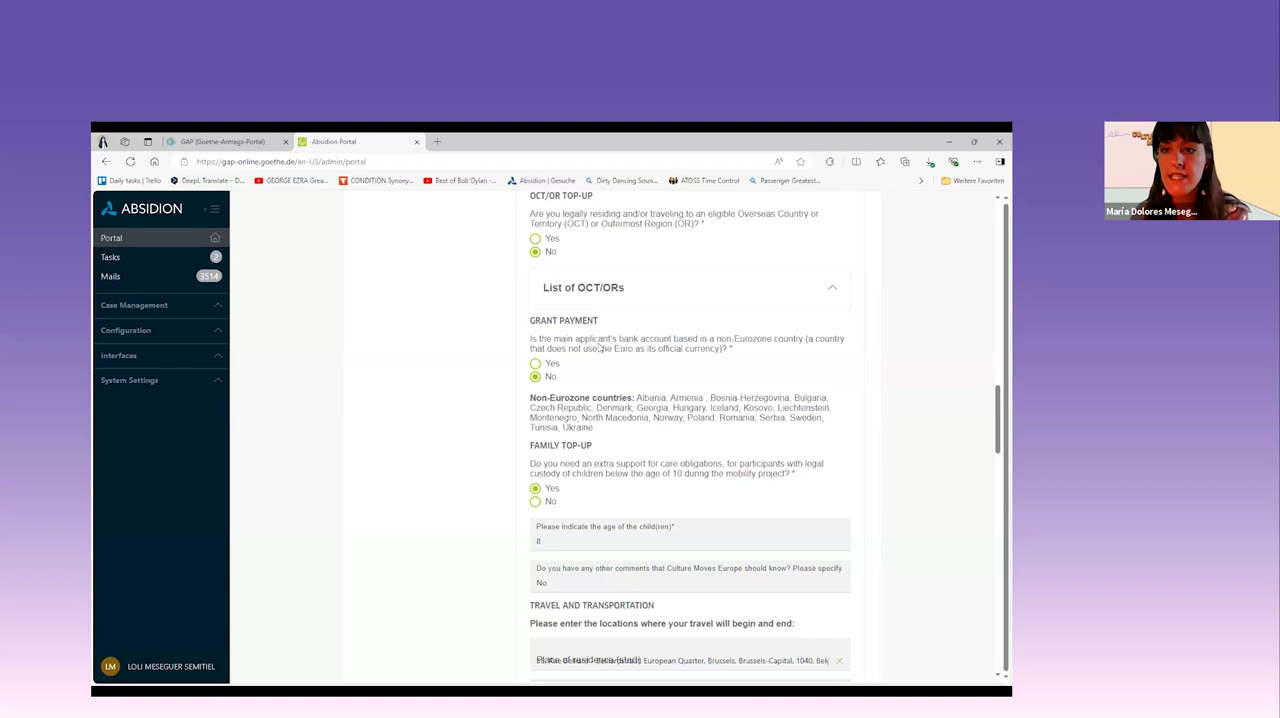 GAP (Goethe-Antrags-Portal)
Absidion Portal
https://gap-online.goethe.de/en-US/admin/portal
Daily tasks | Trello
DeepL Translate – D...
GEORGE EZRA Grea...
CONDITION Synony...
Best of Bob Dylan -...
Absidion | Gesuche
Dirty Dancing Soun...
ATOSS Time Control
Passenger Greatest...
Weitere Favoriten
ABSIDION
Portal
Tasks
2
Mails
3514
Case Management
Configuration
Interfaces
System Settings
LM
LOLI MESEGUER SEMITIEL
OCT/OR TOP-UP
Are you legally residing and/or traveling to an eligible Overseas Country or
Territory (OCT) or Outermost Region (OR)? *
Yes
No
List of OCT/ORs
GRANT PAYMENT
Is the main applicant's bank account based in a non-Eurozone country (a country
that does not use the Euro as its official currency)? *
Yes
No
Non-Eurozone countries: Albania, Armenia , Bosnia-Herzegovina, Bulgaria,
Czech Republic, Denmark, Georgia, Hungary, Iceland, Kosovo, Liechtenstein,
Montenegro, North Macedonia, Norway, Poland, Romania, Serbia, Sweden,
Tunisia, Ukraine.
FAMILY TOP-UP
Do you need an extra support for care obligations, for participants with legal
custody of children below the age of 10 during the mobility project? *
Yes
No
Please indicate the age of the child(ren)*
8
Do you have any other comments that Culture Moves Europe should know? Please specify.
No
TRAVEL AND TRANSPORTATION
Please enter the locations where your travel will begin and end:
European Quarter, Brussels, Brussels-Capital, 1040, Bel
María Dolores Meseg...